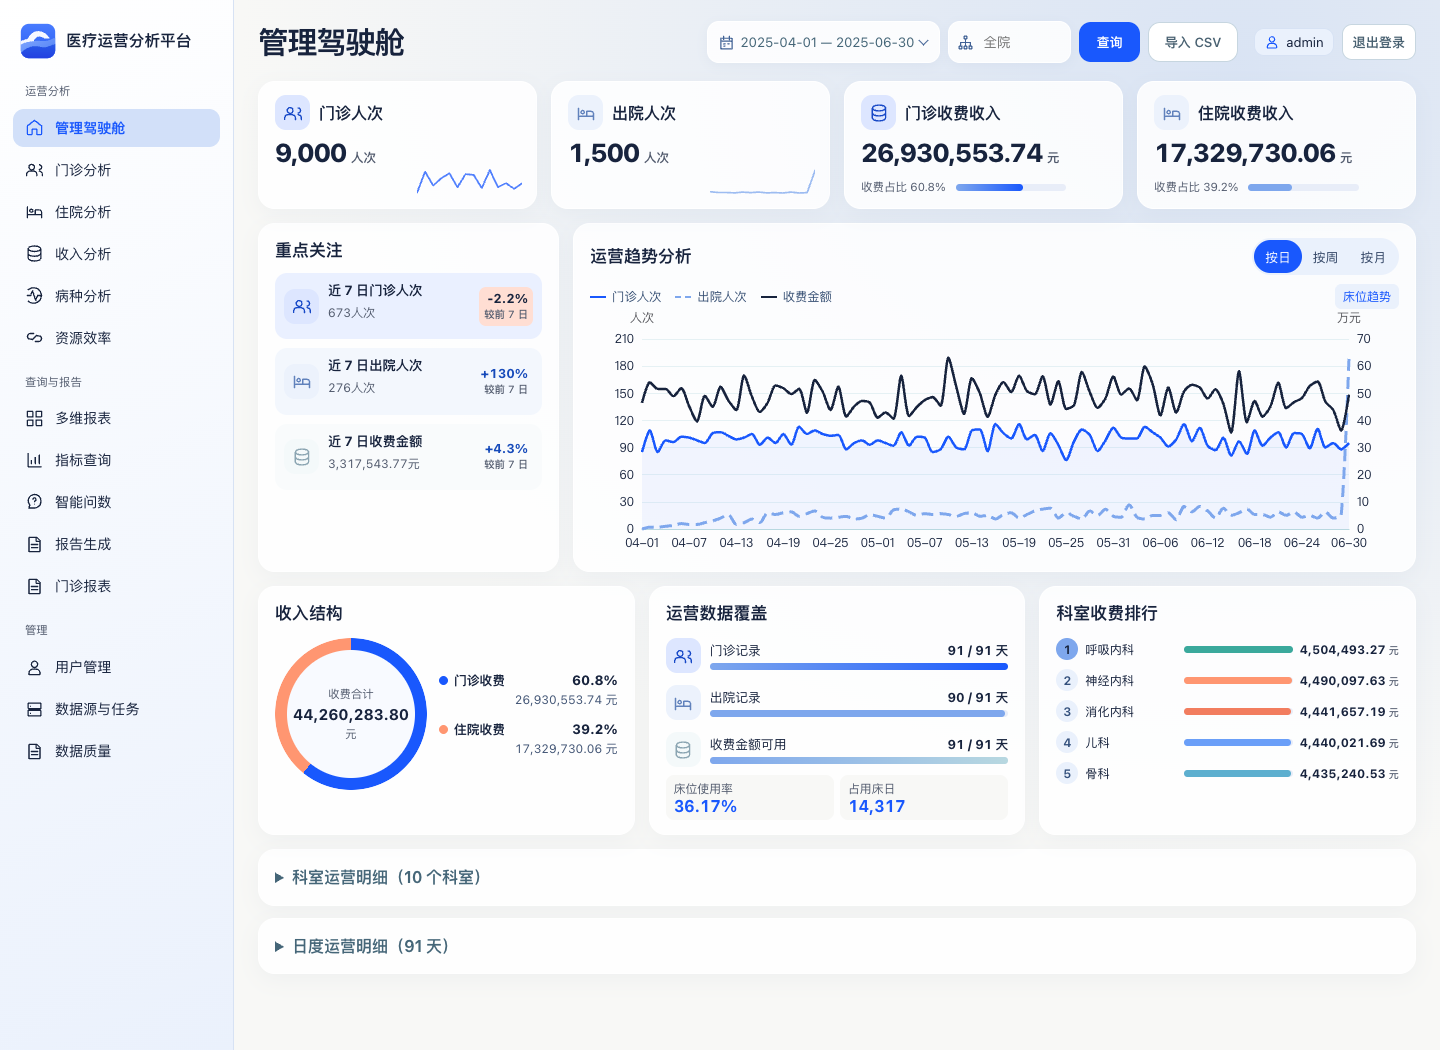 医疗运营分析平台
运营分析
管理驾驶舱
门诊分析
住院分析
收入分析
病种分析
资源效率
查询与报告
多维报表
指标查询
智能问数
报告生成
门诊报表
管理
用户管理
数据源与任务
数据质量
管理驾驶舱
2025-04-01 — 2025-06-30
全院
查询
导入 CSV
admin
退出登录
门诊人次
9,000 人次
出院人次
1,500 人次
门诊收费收入
26,930,553.74 元
收费占比 60.8%
住院收费收入
17,329,730.06 元
收费占比 39.2%
重点关注
近 7 日门诊人次
673人次
-2.2%
较前 7 日
近 7 日出院人次
276人次
+130%
较前 7 日
近 7 日收费金额
3,317,543.77元
+4.3%
较前 7 日
运营趋势分析
按日 按周 按月
门诊人次 出院人次 收费金额
床位趋势
人次 万元
210 70
180 60
150 50
120 40
90 30
60 20
30 10
0 0
04-01 04-07 04-13 04-19 04-25 05-01 05-07 05-13 05-19 05-25 05-31 06-06 06-12 06-18 06-24 06-30
收入结构
收费合计
44,260,283.80
元
门诊收费 60.8%
26,930,553.74 元
住院收费 39.2%
17,329,730.06 元
运营数据覆盖
门诊记录 91 / 91 天
出院记录 90 / 91 天
收费金额可用 91 / 91 天
床位使用率
36.17%
占用床日
14,317
科室收费排行
1 呼吸内科 4,504,493.27 元
2 神经内科 4,490,097.63 元
3 消化内科 4,441,657.19 元
4 儿科 4,440,021.69 元
5 骨科 4,435,240.53 元
科室运营明细（10 个科室）
日度运营明细（91 天）